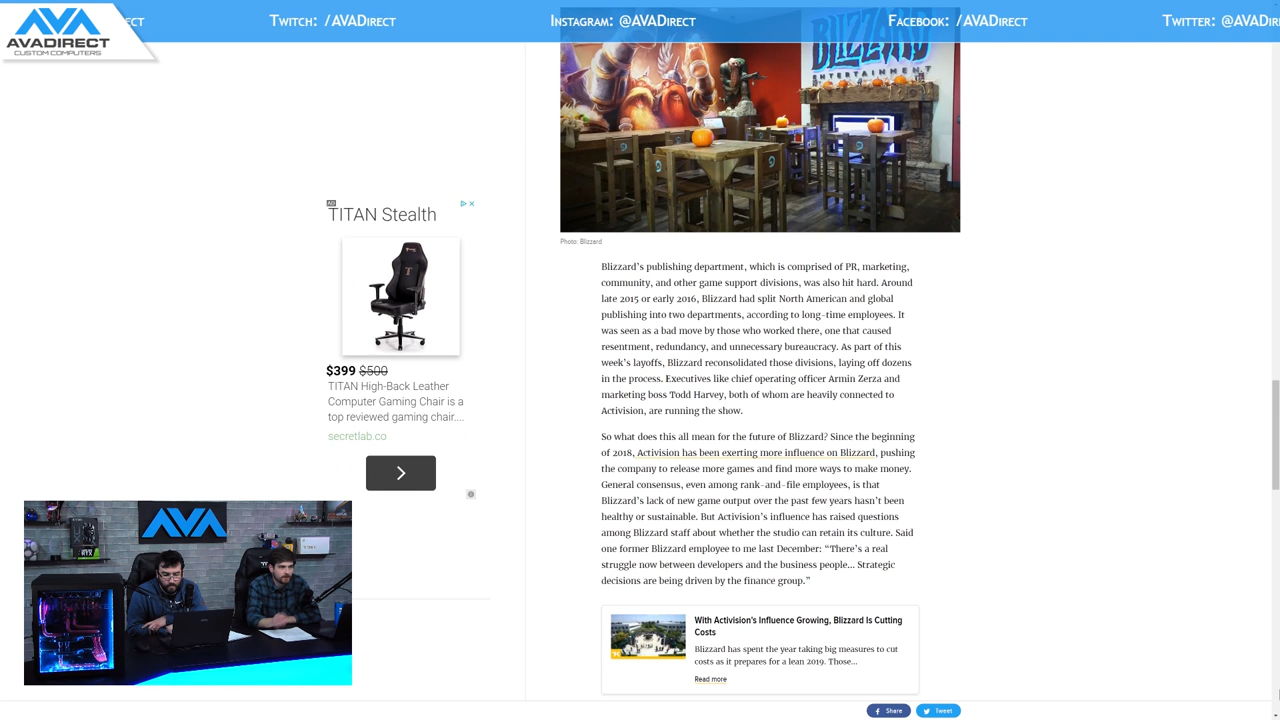 ECT
Twitch: /AVADirect
Instagram: @AVADirect
Facebook: /AVADirect
Twitter: @AVADi
AVADIRECT
CUSTOM COMPUTERS
BLIZZARD
ENTERTAINMENT
Photo: Blizzard
AD
TITAN Stealth
$399 $500
TITAN High-Back Leather
Computer Gaming Chair is a
top reviewed gaming chair....
secretlab.co
Blizzard's publishing department, which is comprised of PR, marketing,
community, and other game support divisions, was also hit hard. Around
late 2015 or early 2016, Blizzard had split North American and global
publishing into two departments, according to long-time employees. It
was seen as a bad move by those who worked there, one that caused
resentment, redundancy, and unnecessary bureaucracy. As part of this
week's layoffs, Blizzard reconsolidated those divisions, laying off dozens
in the process. Executives like chief operating officer Armin Zerza and
marketing boss Todd Harvey, both of whom are heavily connected to
Activision, are running the show.
So what does this all mean for the future of Blizzard? Since the beginning
of 2018, Activision has been exerting more influence on Blizzard, pushing
the company to release more games and find more ways to make money.
General consensus, even among rank-and-file employees, is that
Blizzard's lack of new game output over the past few years hasn't been
healthy or sustainable. But Activision's influence has raised questions
among Blizzard staff about whether the studio can retain its culture. Said
one former Blizzard employee to me last December: “There's a real
struggle now between developers and the business people... Strategic
decisions are being driven by the finance group.”
With Activision's Influence Growing, Blizzard Is Cutting
Costs
Blizzard has spent the year taking big measures to cut
costs as it prepares for a lean 2019. Those...
Read more
AVA
Share
Tweet